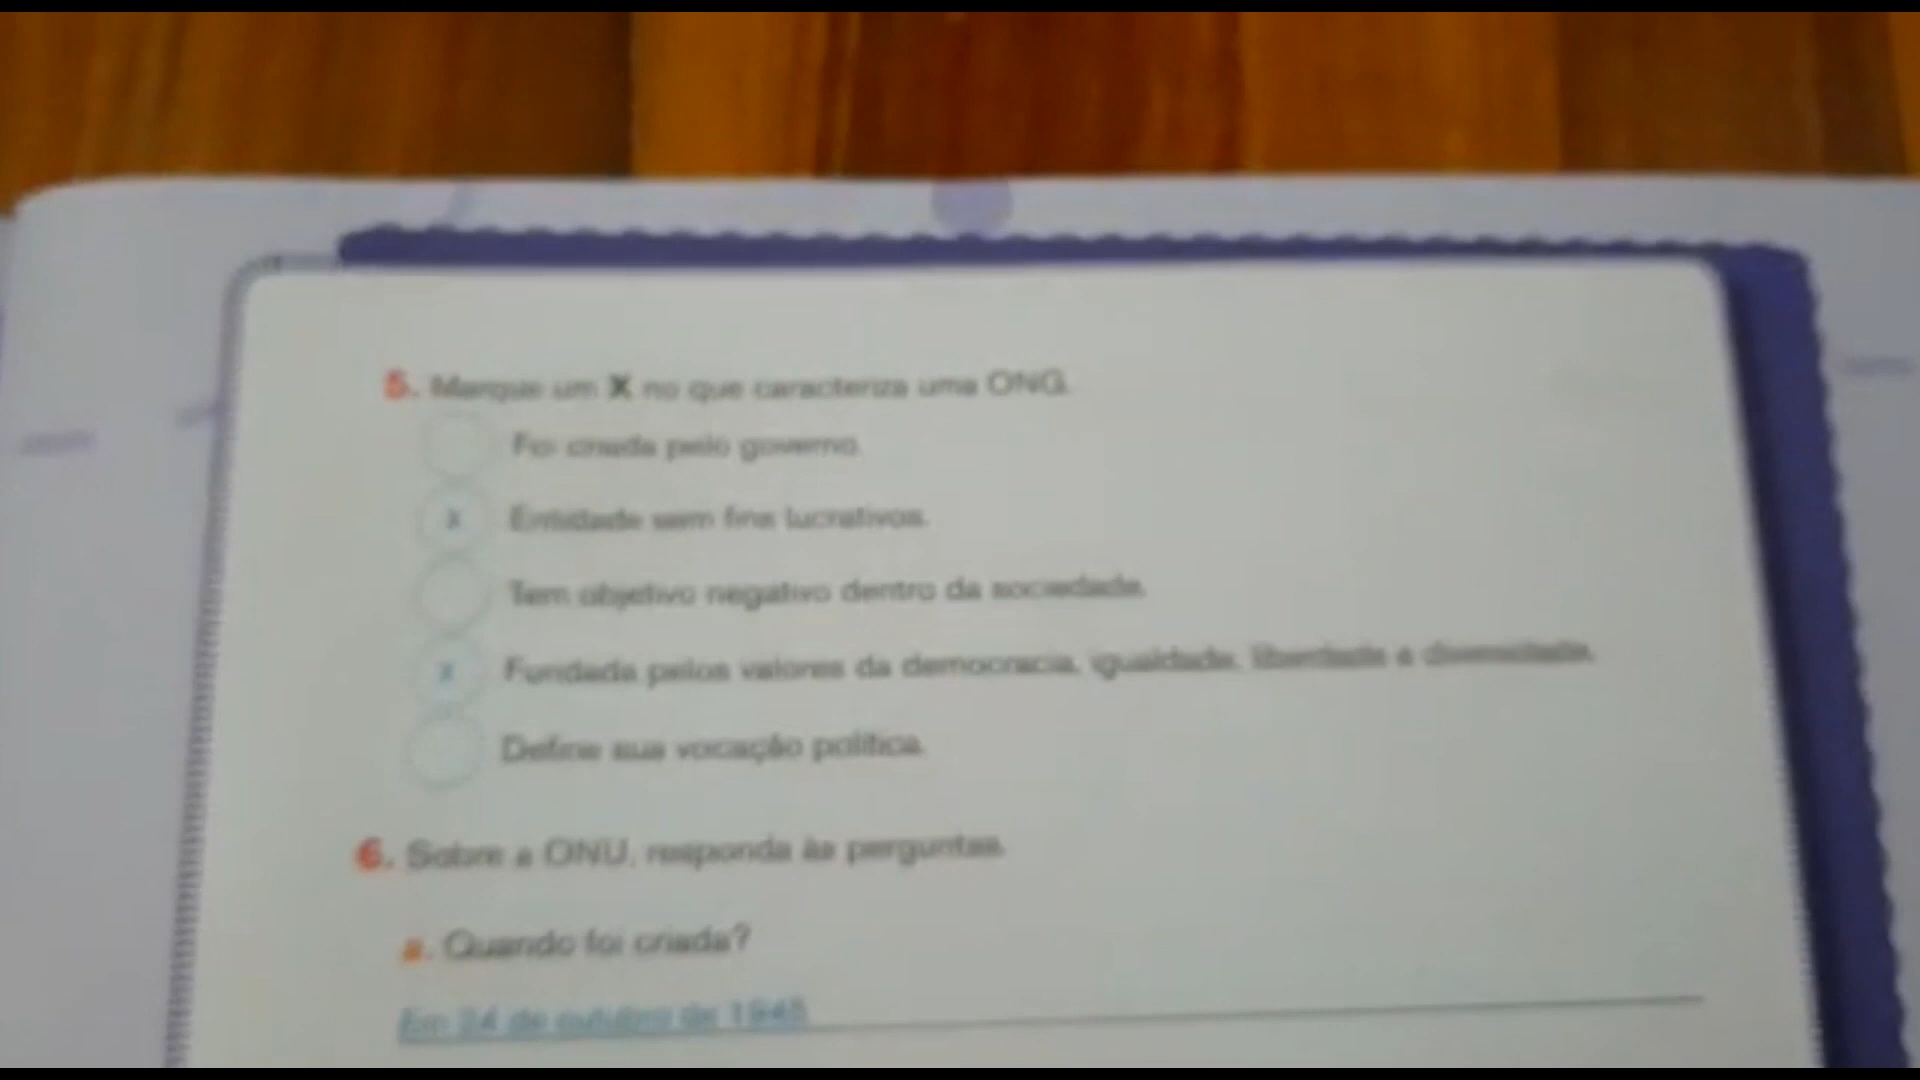 5. Marque um X no que caracteriza uma ONG.
Foi criada pelo governo.
X Entidade sem fins lucrativos.
Tem objetivo negativo dentro da sociedade.
X Fundada pelos valores da democracia, igualdade, liberdade e diversidade.
Define sua vocação política.
6. Sobre a ONU, responda às perguntas.
a. Quando foi criada?
Em 24 de outubro de 1945